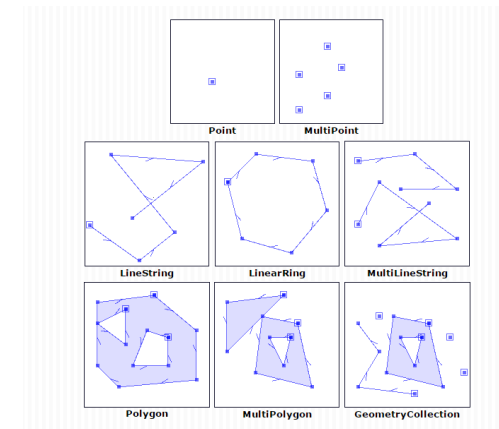 Point
MultiPoint
LineString
LinearRing
MultiLineString
Polygon
MultiPolygon
GeometryCollection